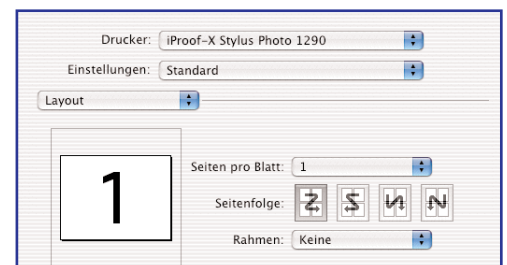 Drucker: iProof-X Stylus Photo 1290
Einstellungen: Standard
Layout
Seiten pro Blatt: 1
1
Seitenfolge:
Rahmen: Keine